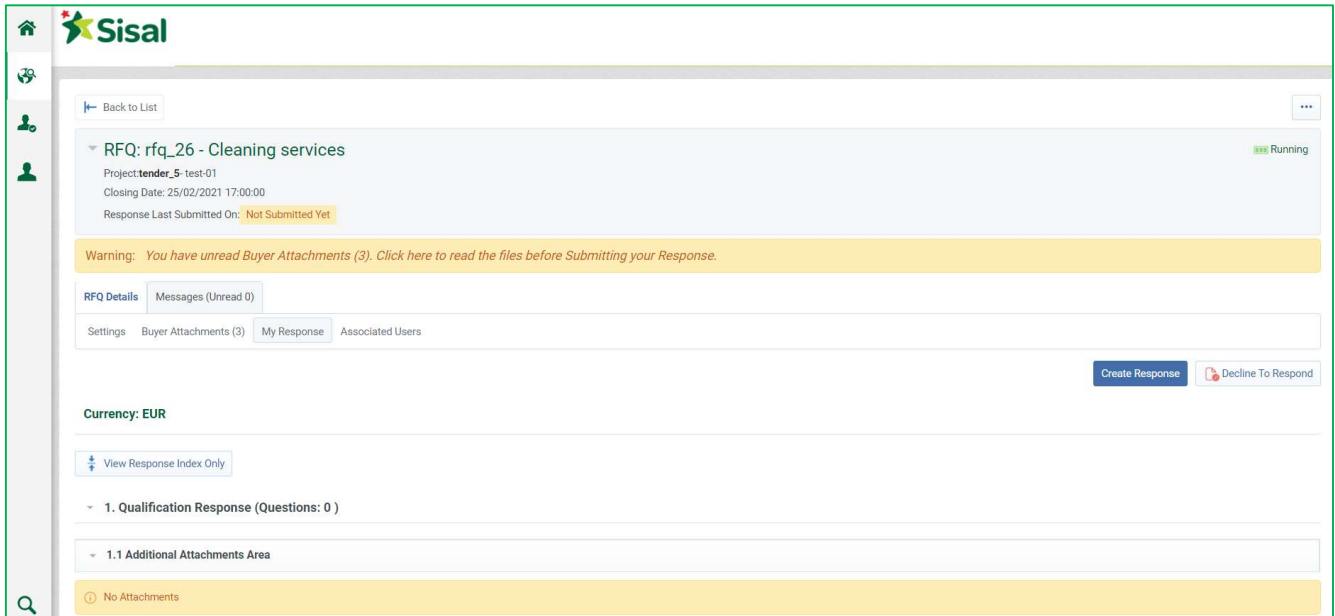 Sisal
Back to List
...
RFQ: rfq_26 - Cleaning services
Running
Project:tender_5- test-01
Closing Date: 25/02/2021 17:00:00
Response Last Submitted On: Not Submitted Yet
Warning: You have unread Buyer Attachments (3). Click here to read the files before Submitting your Response.
RFQ Details Messages (Unread 0)
Settings Buyer Attachments (3) My Response Associated Users
Create Response Decline To Respond
Currency: EUR
View Response Index Only
1. Qualification Response (Questions: 0 )
1.1 Additional Attachments Area
No Attachments